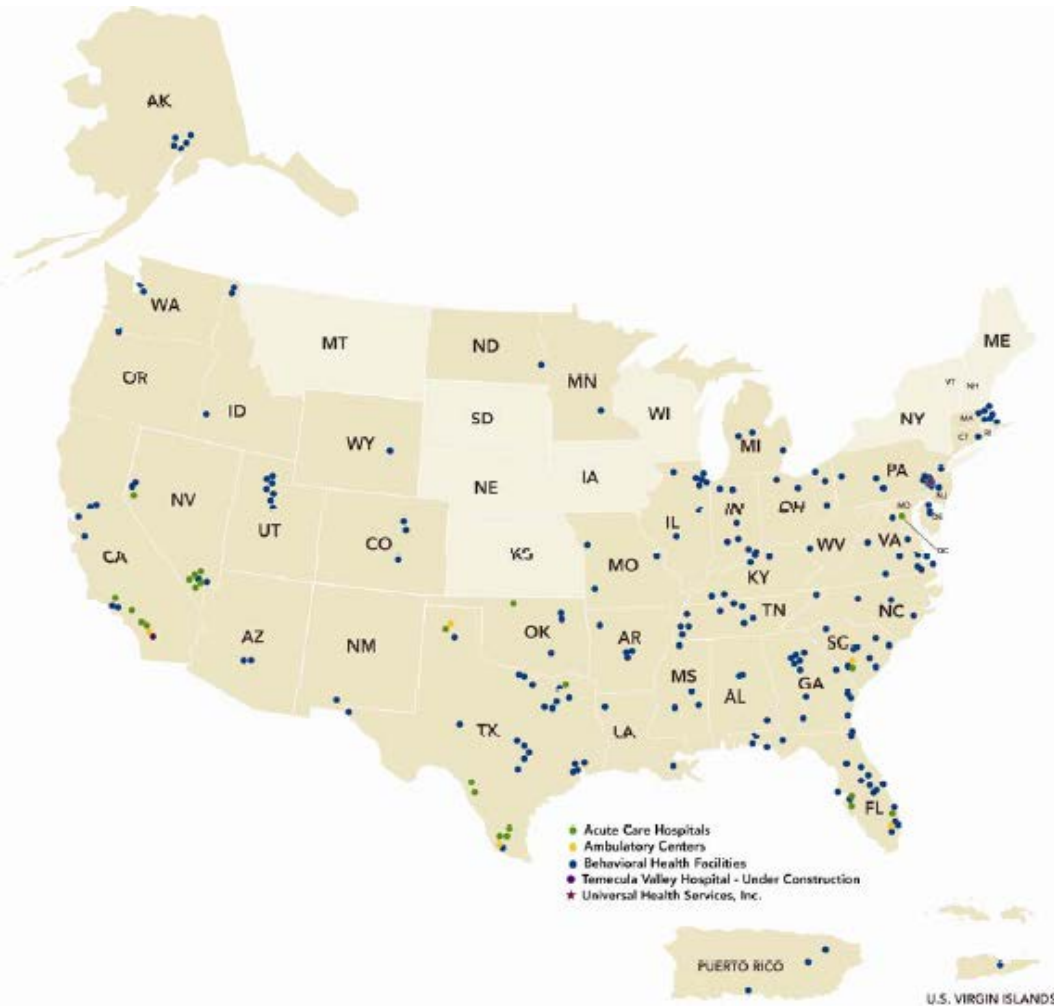 AK
WA
MT
ND
ME
OR
MN
VT
NH
ID
SD
WI
NY
MA
WY
MI
CT
RI
IA
PA
NV
NE
NJ
IL
IN
OH
MD
DE
UT
CO
WV
VA
DC
CA
KS
MO
KY
TN
NC
AZ
NM
OK
AR
SC
MS
AL
GA
TX
LA
FL
Acute Care Hospitals
Ambulatory Centers
Behavioral Health Facilities
Temecula Valley Hospital - Under Construction
Universal Health Services, Inc.
PUERTO RICO
U.S. VIRGIN ISLANDS